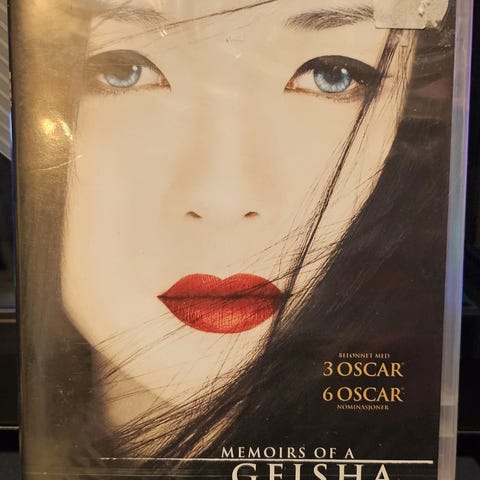 BELØNNET MED
3 OSCAR®
6 OSCAR®
NOMINASJONER
MEMOIRS OF A
GEISHA